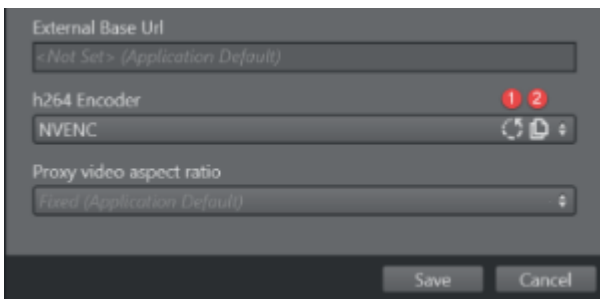 External Base Url
<Not Set> (Application Default)
h264 Encoder
1 2
NVENC
Proxy video aspect ratio
Fixed (Application Default)
Save Cancel